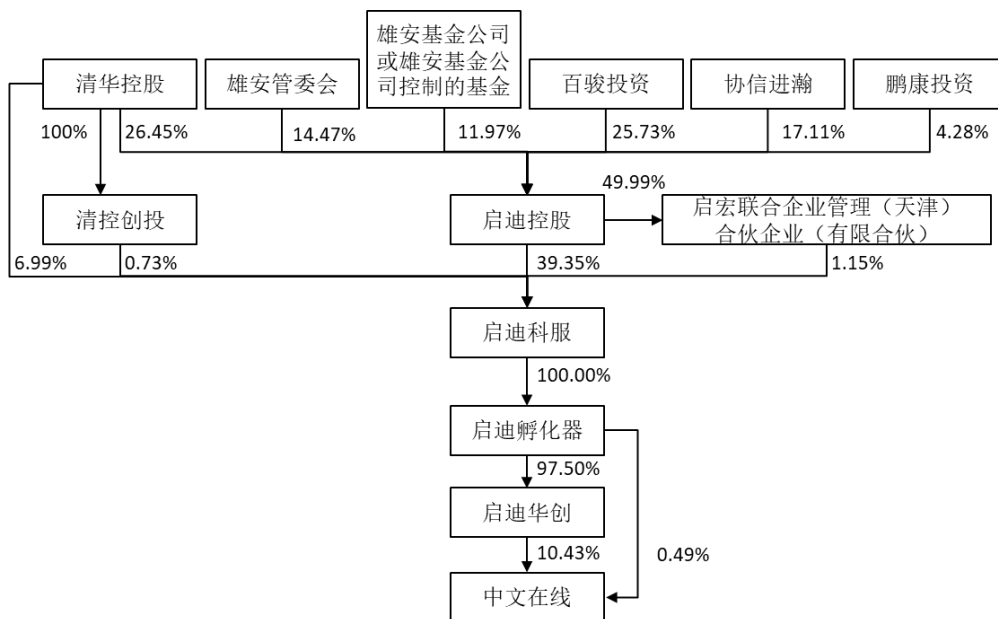 雄安基金公司
或雄安基金公
司控制的基金
清华控股
雄安管委会
百骏投资
协信进瀚
鹏康投资
100%
26.45%
14.47%
11.97%
25.73%
17.11%
4.28%
49.99%
清控创投
启迪控股
启宏联合企业管理（天津）
合伙企业（有限合伙）
6.99%
0.73%
39.35%
1.15%
启迪科服
100.00%
启迪孵化器
97.50%
启迪华创
10.43%
0.49%
中文在线